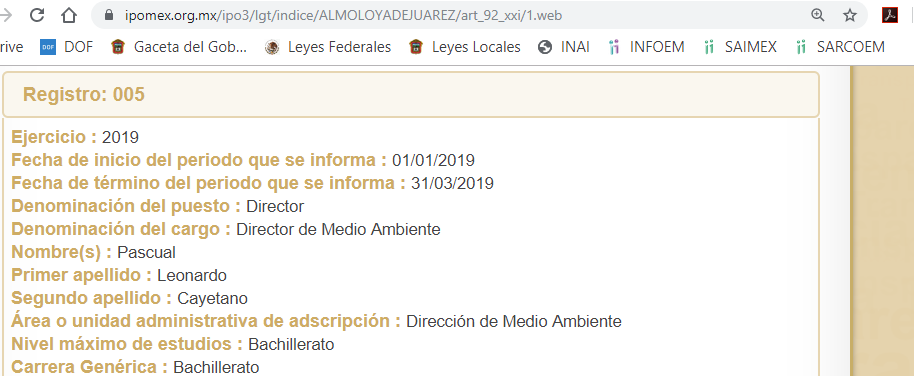 ipomex.org.mx/ipo3/lgt/indice/ALMOLOYADEJUAREZ/art_92_xxi/1.web
rive DOF DOF Gaceta del Gob... Leyes Federales Leyes Locales INAI INFOEM SAIMEX SARCOEM
Registro: 005
Ejercicio : 2019
Fecha de inicio del periodo que se informa : 01/01/2019
Fecha de término del periodo que se informa : 31/03/2019
Denominación del puesto : Director
Denominación del cargo : Director de Medio Ambiente
Nombre(s) : Pascual
Primer apellido : Leonardo
Segundo apellido : Cayetano
Área o unidad administrativa de adscripción : Dirección de Medio Ambiente
Nivel máximo de estudios : Bachillerato
Carrera Genérica : Bachillerato